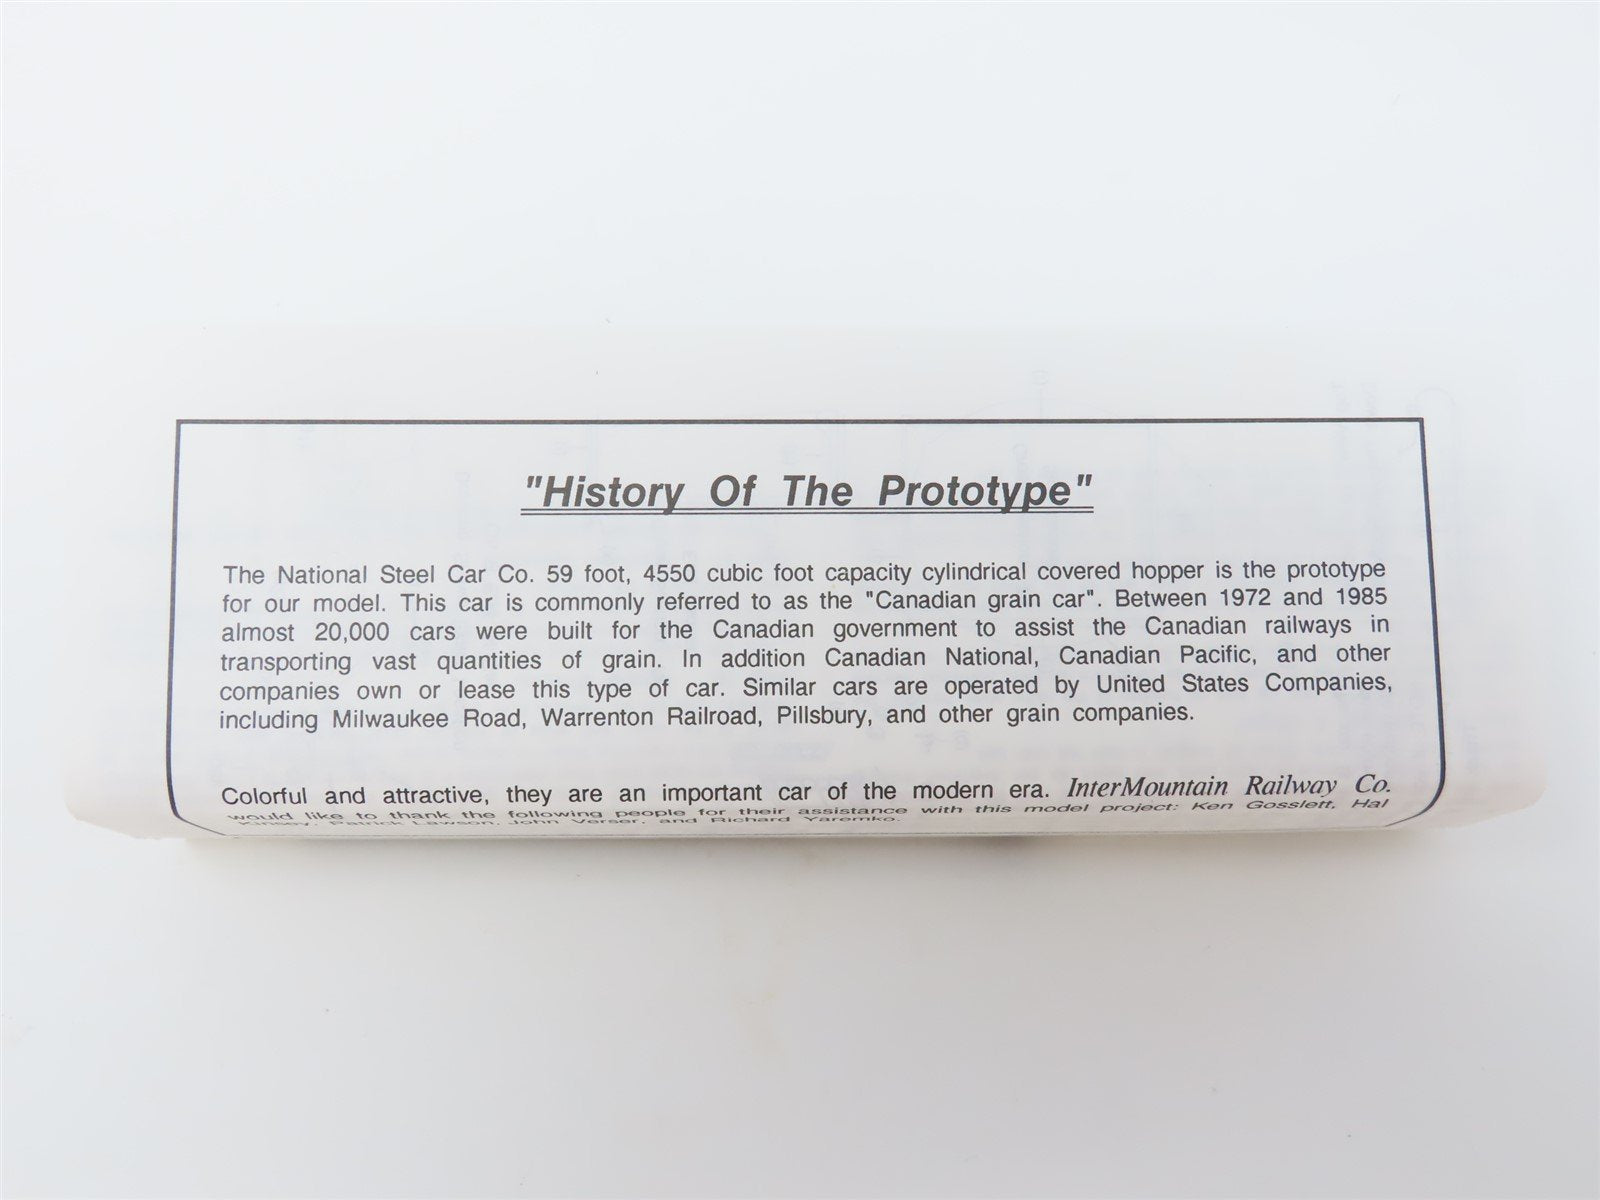 "History Of The Prototype"
The National Steel Car Co. 59 foot, 4550 cubic foot capacity cylindrical covered hopper is the prototype
for our model. This car is commonly referred to as the "Canadian grain car". Between 1972 and 1985
almost 20,000 cars were built for the Canadian government to assist the Canadian railways in
transporting vast quantities of grain. In addition Canadian National, Canadian Pacific, and other
companies own or lease this type of car. Similar cars are operated by United States Companies,
including Milwaukee Road, Warrenton Railroad, Pillsbury, and other grain companies.
Colorful and attractive, they are an important car of the modern era. InterMountain Railway Co.
would like to thank the following people for their assistance with this model project: Ken Gosslett, Hal
Kinsey, Patrick Lawson, John Verser, and Richard Yaremko.